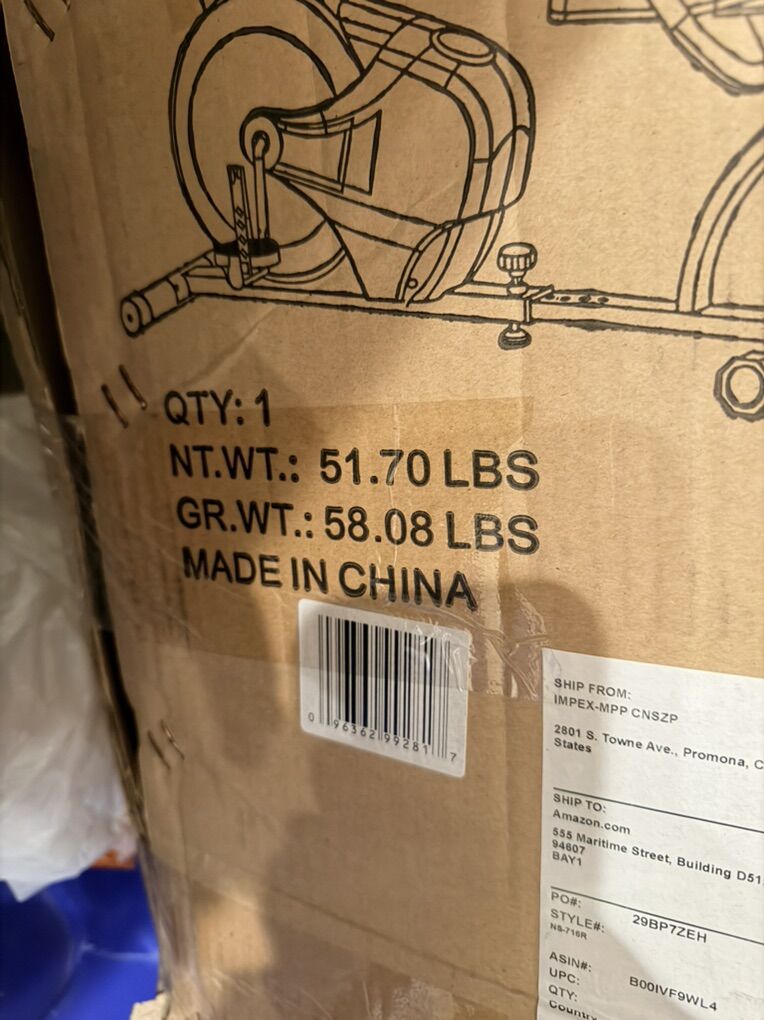 QTY: 1
NT.WT.: 51.70 LBS
GR.WT.: 58.08 LBS
MADE IN CHINA
0 96362 99281 7
SHIP FROM:
IMPEX-MPP CNSZP
2801 S. Towne Ave., Promona, C
States
SHIP TO:
Amazon.com
555 Maritime Street, Building D51
94607
BAY1
PO#: 29BP7ZEH
STYLE#:
NS-716R
ASIN#: B00IVF9WL4
UPC:
QTY:
Country